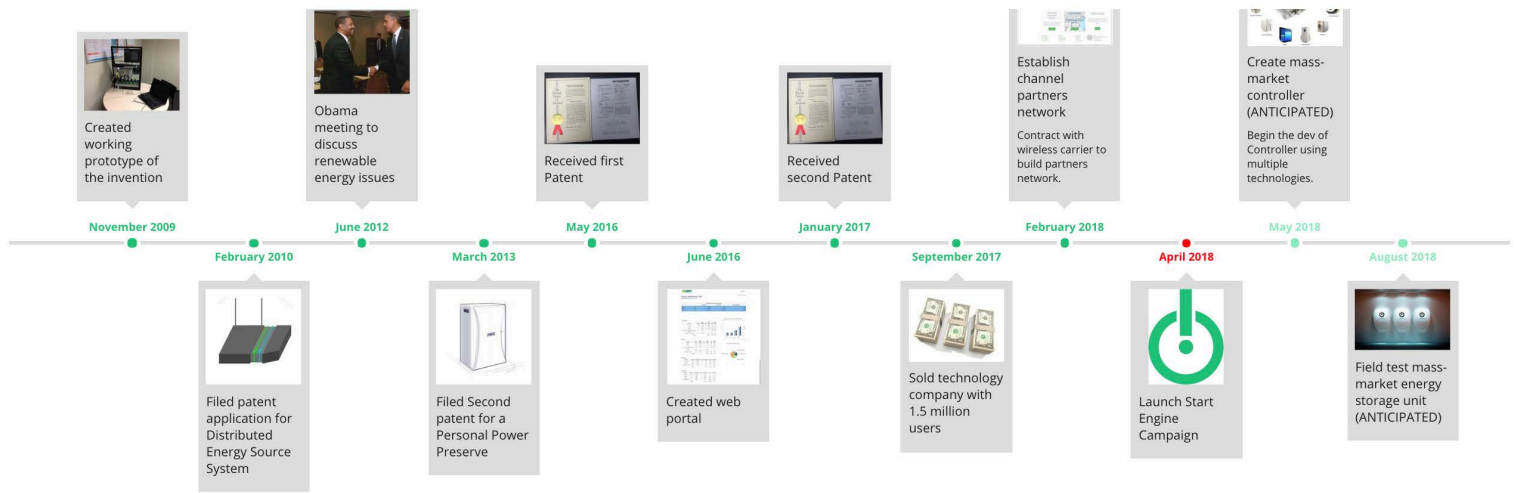 Created
working
prototype of
the invention
November 2009
February 2010
Filed patent
application for
Distributed
Energy Source
System
Obama
meeting to
discuss
renewable
energy issues
June 2012
March 2013
Filed Second
patent for a
Personal Power
Preserve
Received first
Patent
May 2016
June 2016
Created web
portal
Received
second Patent
January 2017
September 2017
Sold technology
company with
1.5 million
users
Establish
channel
partners
network
Contract with
wireless carrier to
build partners
network.
February 2018
April 2018
Launch Start
Engine
Campaign
Create mass-
market
controller
(ANTICIPATED)
Begin the dev of
Controller using
multiple
technologies.
May 2018
August 2018
Field test mass-
market energy
storage unit
(ANTICIPATED)